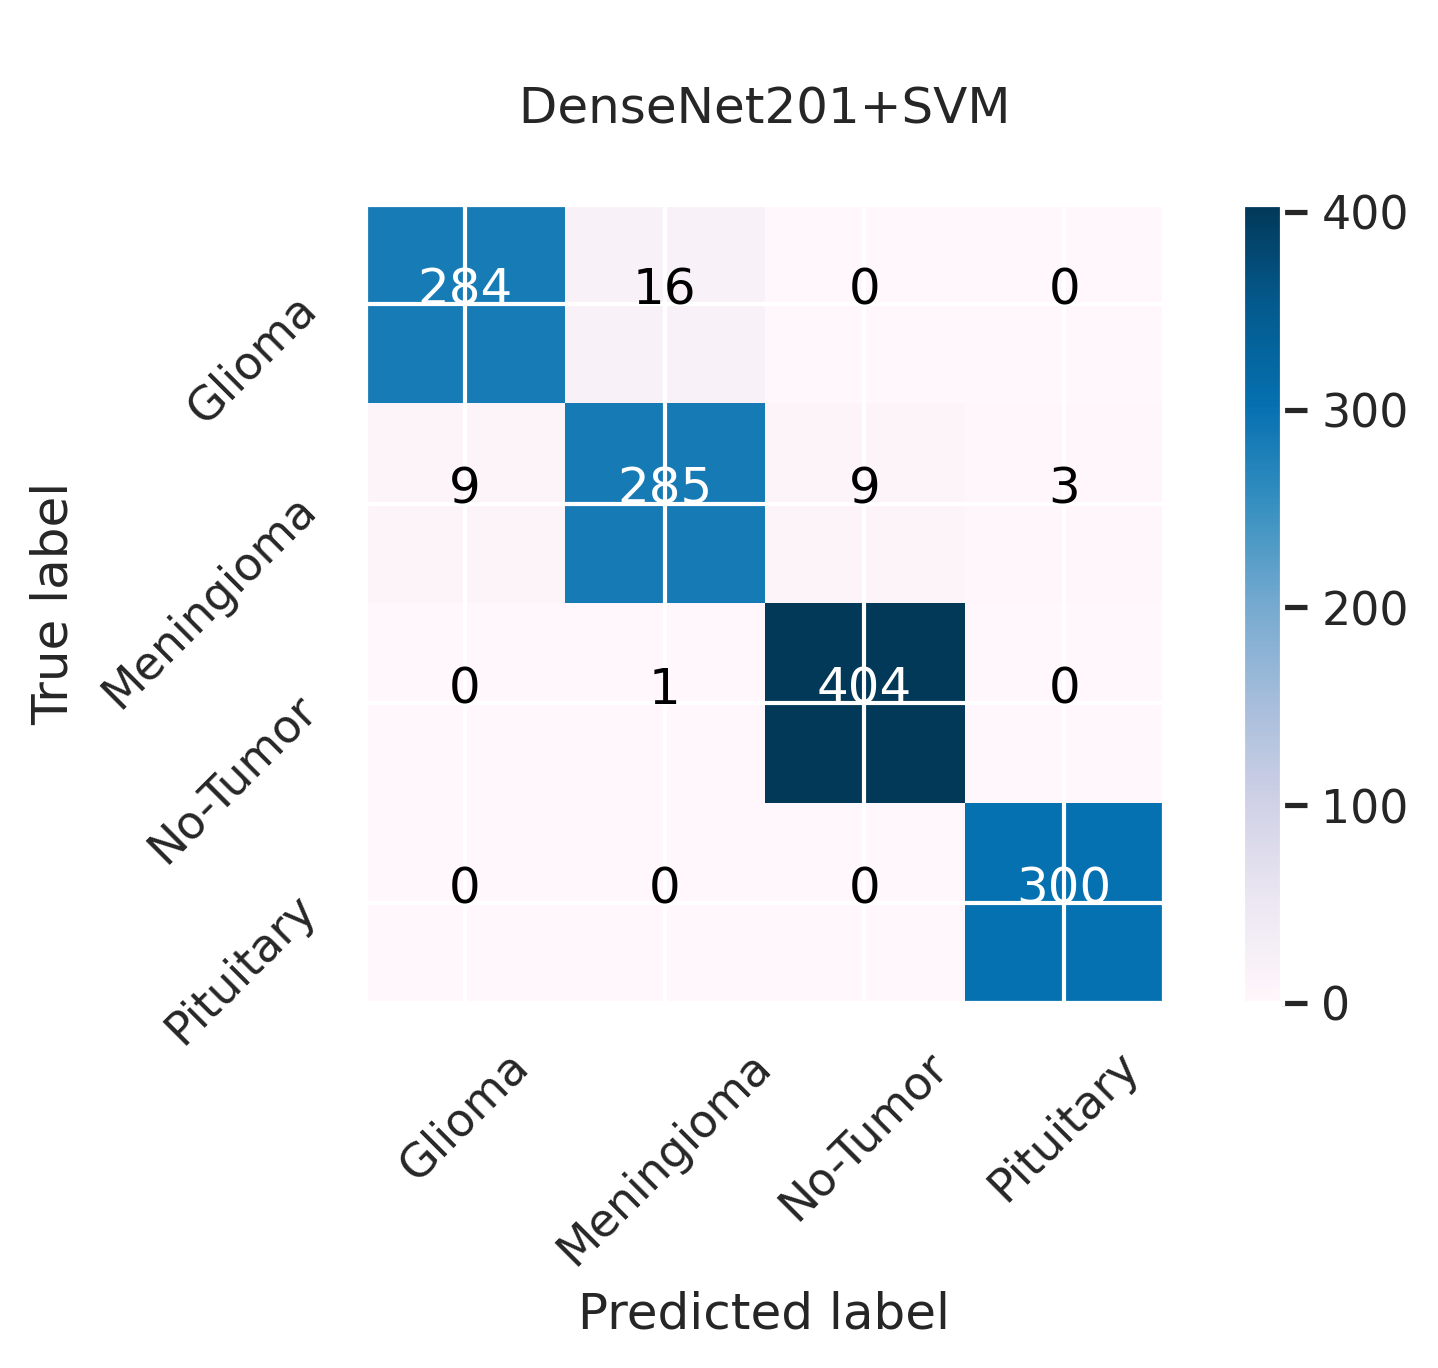 DenseNet201+SVM
True label
Glioma
284 16 0 0
Meningioma
9 285 9 3
No-Tumor
0 1 404 0
Pituitary
0 0 0 300
Glioma Meningioma No-Tumor Pituitary
Predicted label
400
300
200
100
0